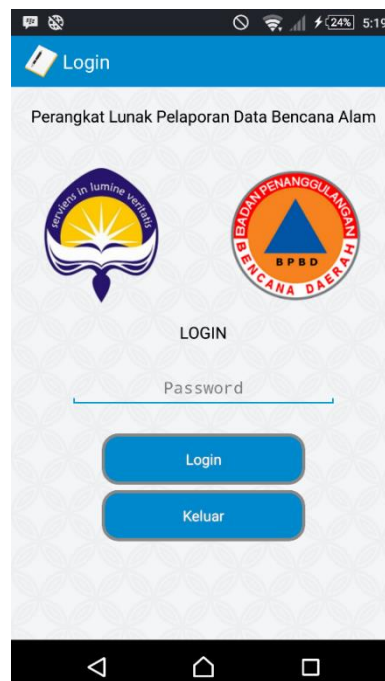 24% 5:19
Login
Perangkat Lunak Pelaporan Data Bencana Alam
serviens in lumine veritatis
BADAN PENANGGULANGAN
BPBD
BENCANA DAERAH
LOGIN
Password
Login
Keluar